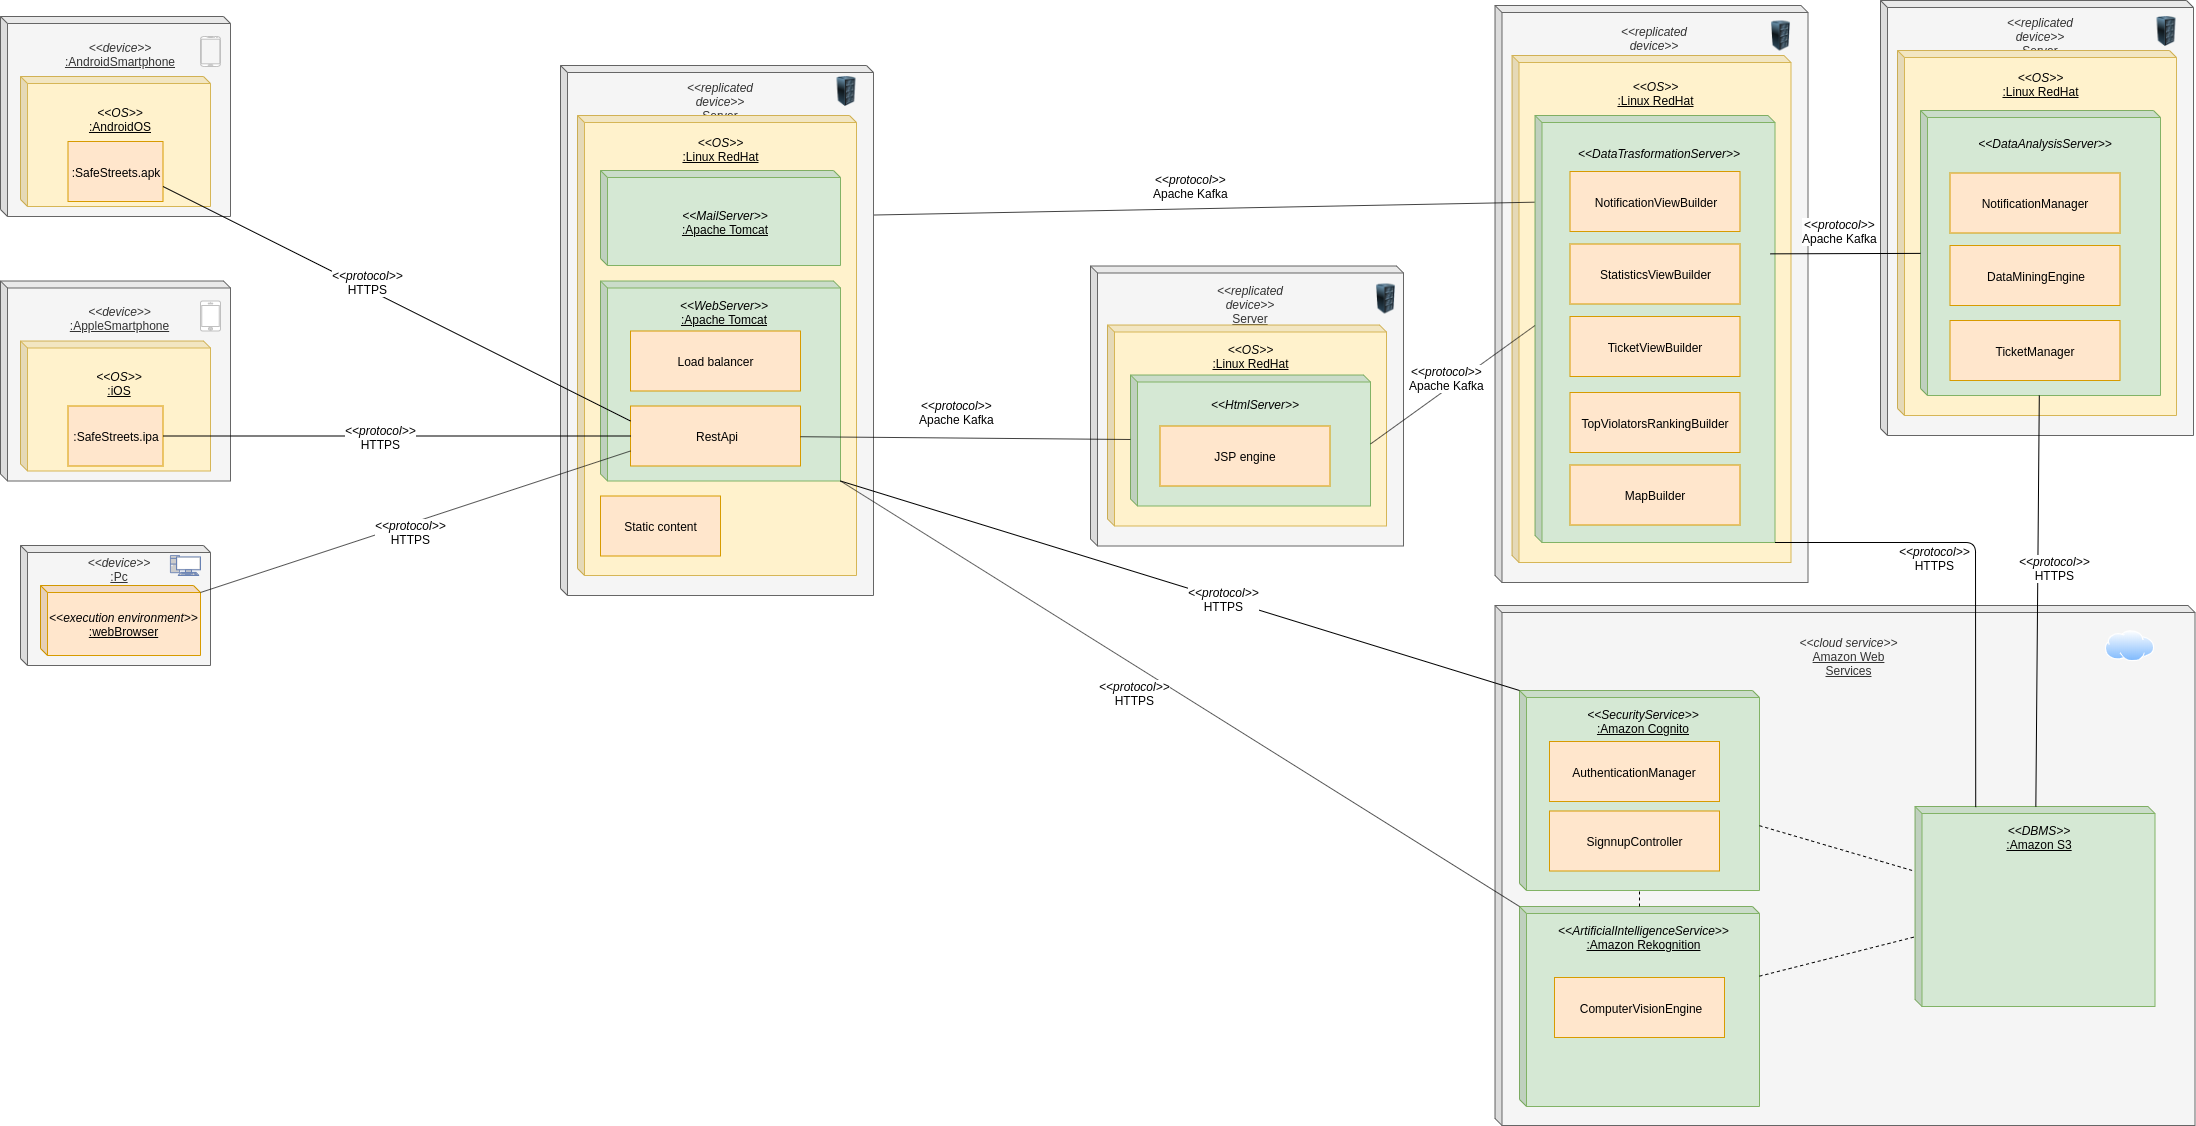 <<device>>
:AndroidSmartphone
<<OS>>
:AndroidOS
:SafeStreets.apk
<<device>>
:AppleSmartphone
<<OS>>
:iOS
:SafeStreets.ipa
<<device>>
:Pc
<<execution environment>>
:webBrowser
<<protocol>>
HTTPS
<<protocol>>
HTTPS
<<protocol>>
HTTPS
<<replicated
device>>
Server
<<OS>>
:Linux RedHat
<<MailServer>>
:Apache Tomcat
<<WebServer>>
:Apache Tomcat
Load balancer
RestApi
Static content
<<protocol>>
Apache Kafka
<<protocol>>
Apache Kafka
<<replicated
device>>
Server
<<OS>>
:Linux RedHat
<<HtmlServer>>
JSP engine
<<protocol>>
Apache Kafka
<<protocol>>
HTTPS
<<protocol>>
HTTPS
<<replicated
device>>
<<OS>>
:Linux RedHat
<<DataTrasformationServer>>
NotificationViewBuilder
StatisticsViewBuilder
TicketViewBuilder
TopViolatorsRankingBuilder
MapBuilder
<<protocol>>
Apache Kafka
<<replicated
device>>
Server
<<OS>>
:Linux RedHat
<<DataAnalysisServer>>
NotificationManager
DataMiningEngine
TicketManager
<<protocol>>
HTTPS
<<protocol>>
HTTPS
<<cloud service>>
Amazon Web
Services
<<SecurityService>>
:Amazon Cognito
AuthenticationManager
SignnupController
<<ArtificialIntelligenceService>>
:Amazon Rekognition
ComputerVisionEngine
<<DBMS>>
:Amazon S3